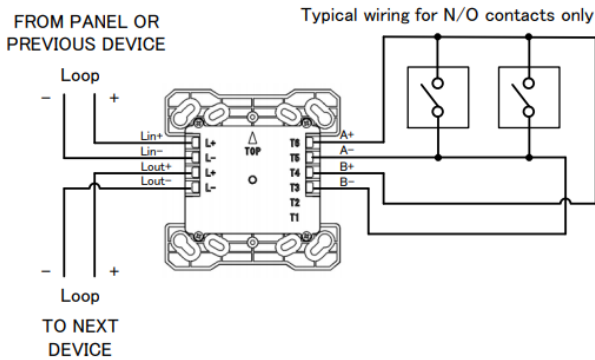 FROM PANEL OR
PREVIOUS DEVICE
Typical wiring for N/O contacts only
Loop
− +
Lin+ L+
Lin- L-
Lout+ L+
Lout- L-
TOP
T6 A+
T5 A-
T4 B+
T3 B-
T2
T1
− +
Loop
TO NEXT
DEVICE